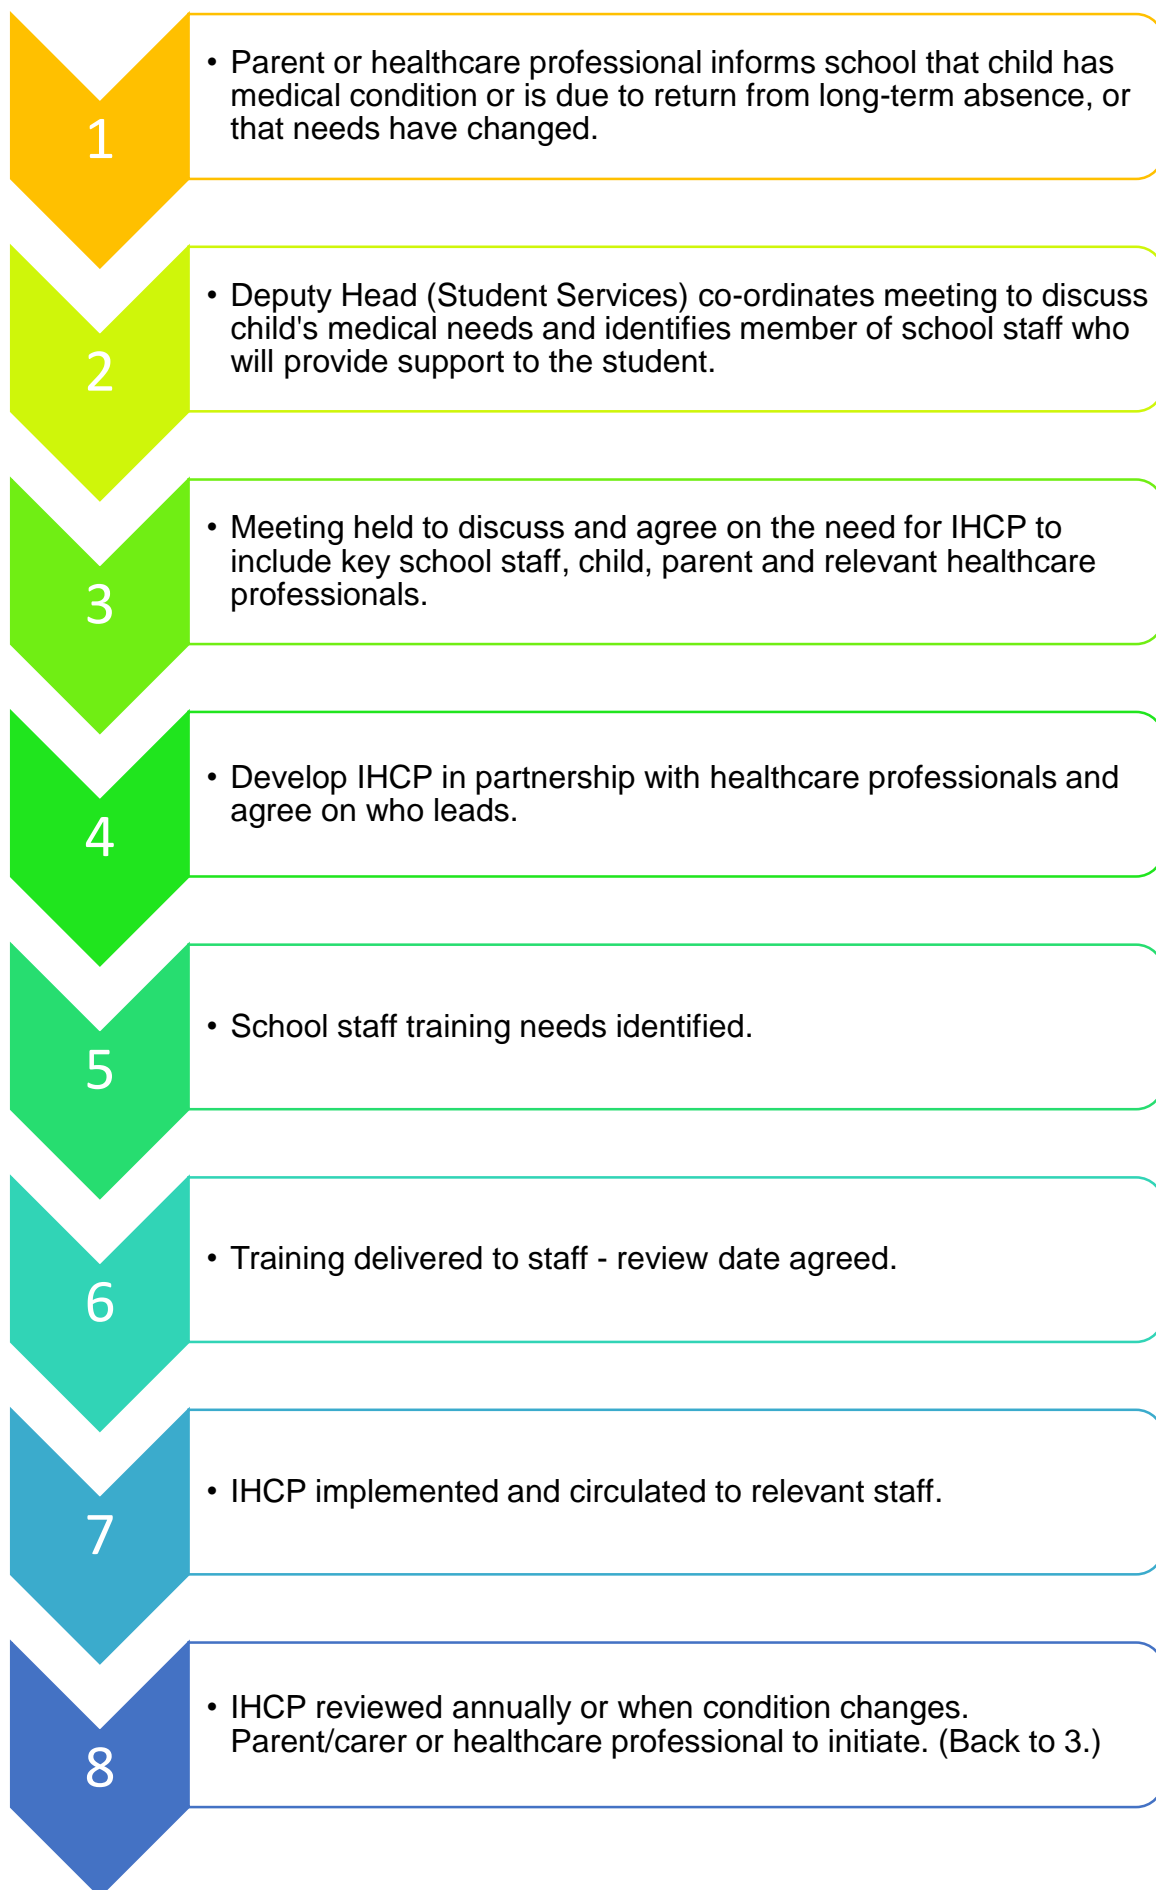 1
• Parent or healthcare professional informs school that child has
medical condition or is due to return from long-term absence, or
that needs have changed.
2
• Deputy Head (Student Services) co-ordinates meeting to discuss
child's medical needs and identifies member of school staff who
will provide support to the student.
3
• Meeting held to discuss and agree on the need for IHCP to
include key school staff, child, parent and relevant healthcare
professionals.
4
• Develop IHCP in partnership with healthcare professionals and
agree on who leads.
5
• School staff training needs identified.
6
• Training delivered to staff - review date agreed.
7
• IHCP implemented and circulated to relevant staff.
8
• IHCP reviewed annually or when condition changes.
Parent/carer or healthcare professional to initiate. (Back to 3.)